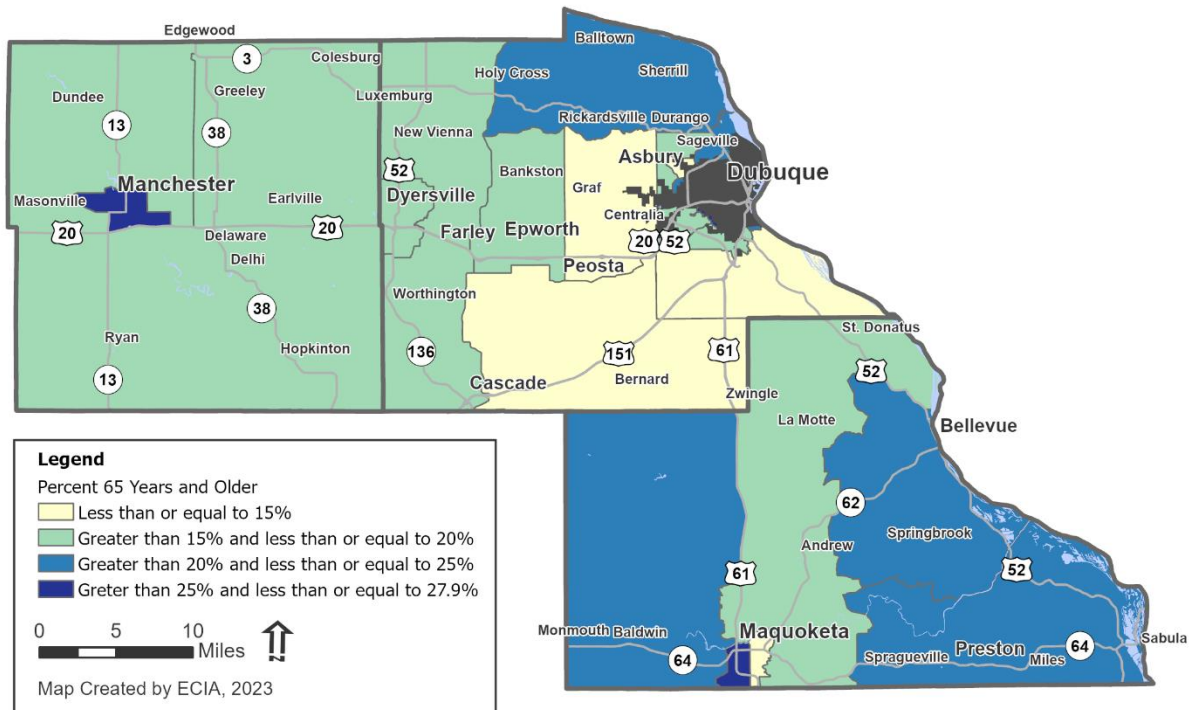 Edgewood
Balltown
3
Colesburg
Holy Cross
Sherrill
Dundee
Greeley
Luxemburg
Rickardsville
Durango
13
38
New Vienna
Sageville
Bankston
Asbury
52
Dubuque
Manchester
Graf
Masonville
Dyersville
Earlville
Centralia
20
Delaware
20
Farley
Epworth
20
52
Delhi
Peosta
Worthington
38
St. Donatus
Ryan
Hopkinton
136
151
61
52
13
Cascade
Bernard
Zwingle
La Motte
Bellevue
Legend
Percent 65 Years and Older
Less than or equal to 15%
Greater than 15% and less than or equal to 20%
Greater than 20% and less than or equal to 25%
Greter than 25% and less than or equal to 27.9%
62
Springbrook
Andrew
61
52
0 5 10
Miles
N
Monmouth
Baldwin
Maquoketa
Sabula
64
Preston
64
Spragueville
Miles
Map Created by ECIA, 2023